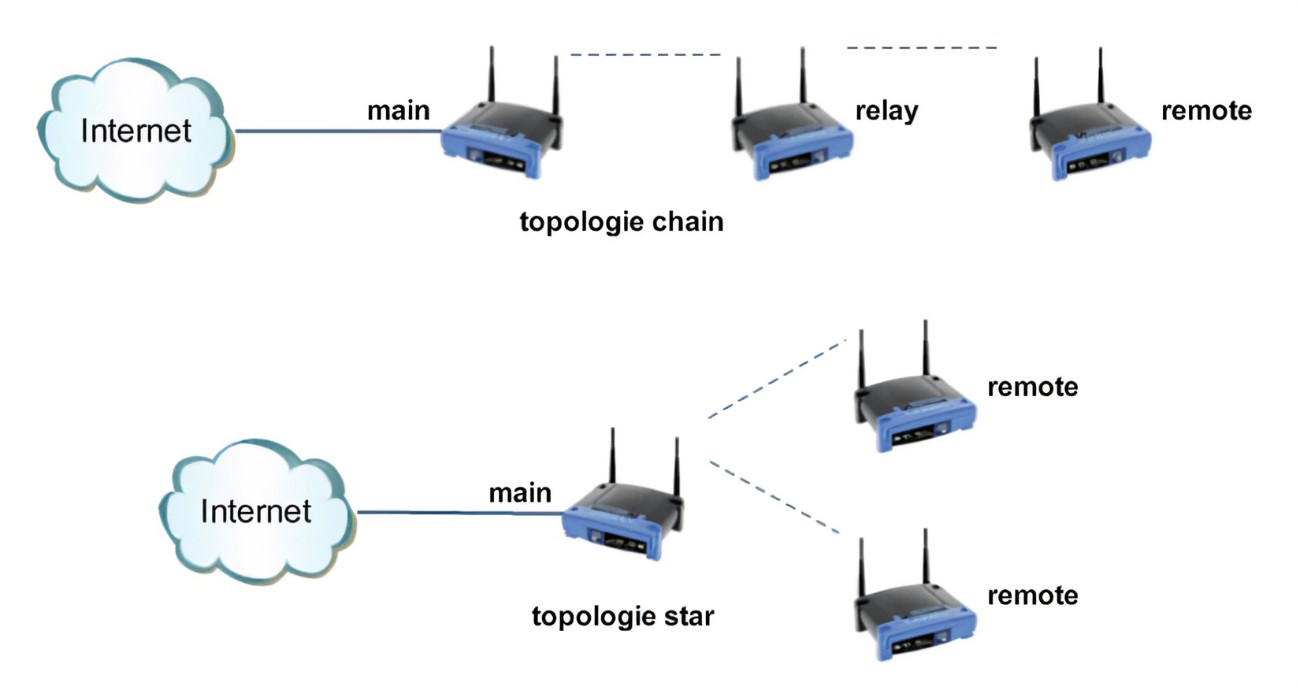 Internet
main
relay
remote
topologie chain
remote
Internet
main
remote
topologie star